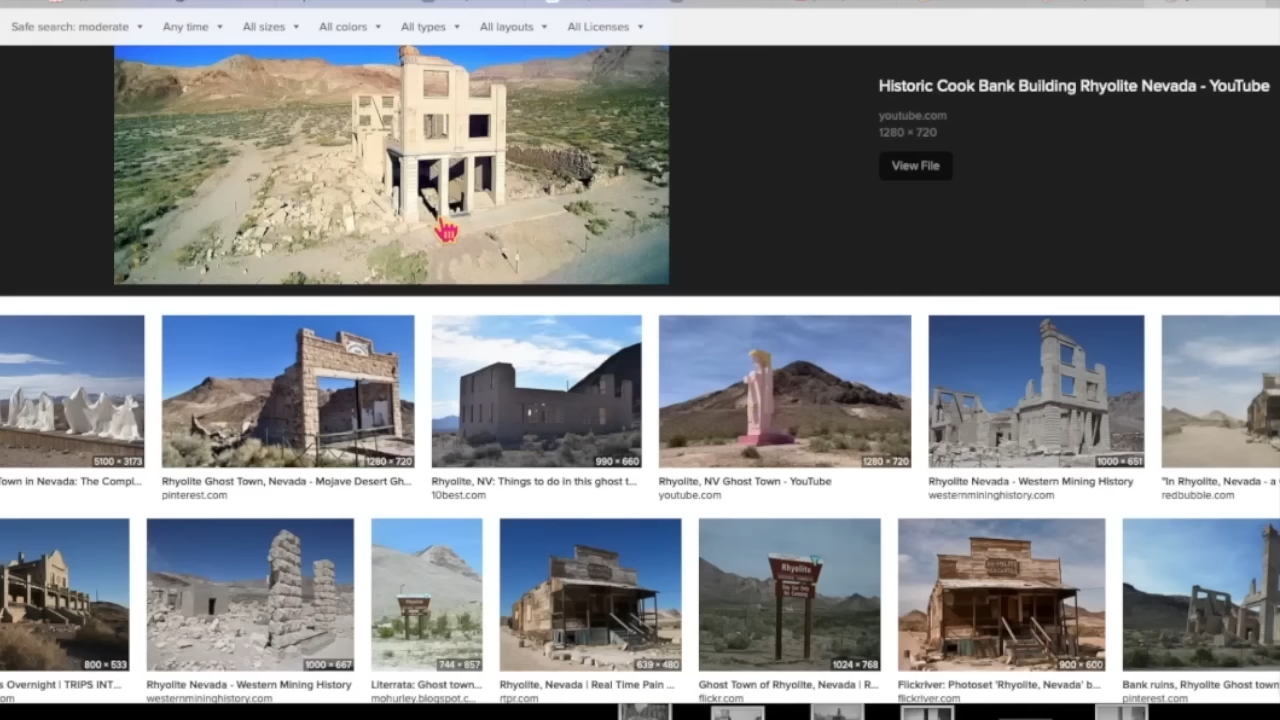 Safe search: moderate
Any time
All sizes
All colors
All types
All layouts
All Licenses
Historic Cook Bank Building Rhyolite Nevada - YouTube
youtube.com
1280 × 720
View File
5100 × 3173
1280 × 720
990 × 660
1280 × 720
1000 × 651
Town in Nevada: The Compl...
Rhyolite Ghost Town, Nevada - Mojave Desert Gh...
Rhyolite, NV: Things to do in this ghost t...
Rhyolite, NV Ghost Town - YouTube
Rhyolite Nevada - Western Mining History
"In Rhyolite, Nevada - a
pinterest.com
10best.com
youtube.com
westernmininghistory.com
redbubble.com
Rhyolite
800 × 533
1000 × 667
744 × 857
639 × 480
1024 × 768
900 × 600
s Overnight | TRIPS INT...
Rhyolite Nevada - Western Mining History
Literrata: Ghost town...
Rhyolite, Nevada | Real Time Pain ...
Ghost Town of Rhyolite, Nevada | R...
Flickriver: Photoset 'Rhyolite, Nevada' b...
Bank ruins, Rhyolite Ghost town
om
westernmininghistory.com
mohurley.blogspot.c...
rtpr.com
flickr.com
flickriver.com
pinterest.com